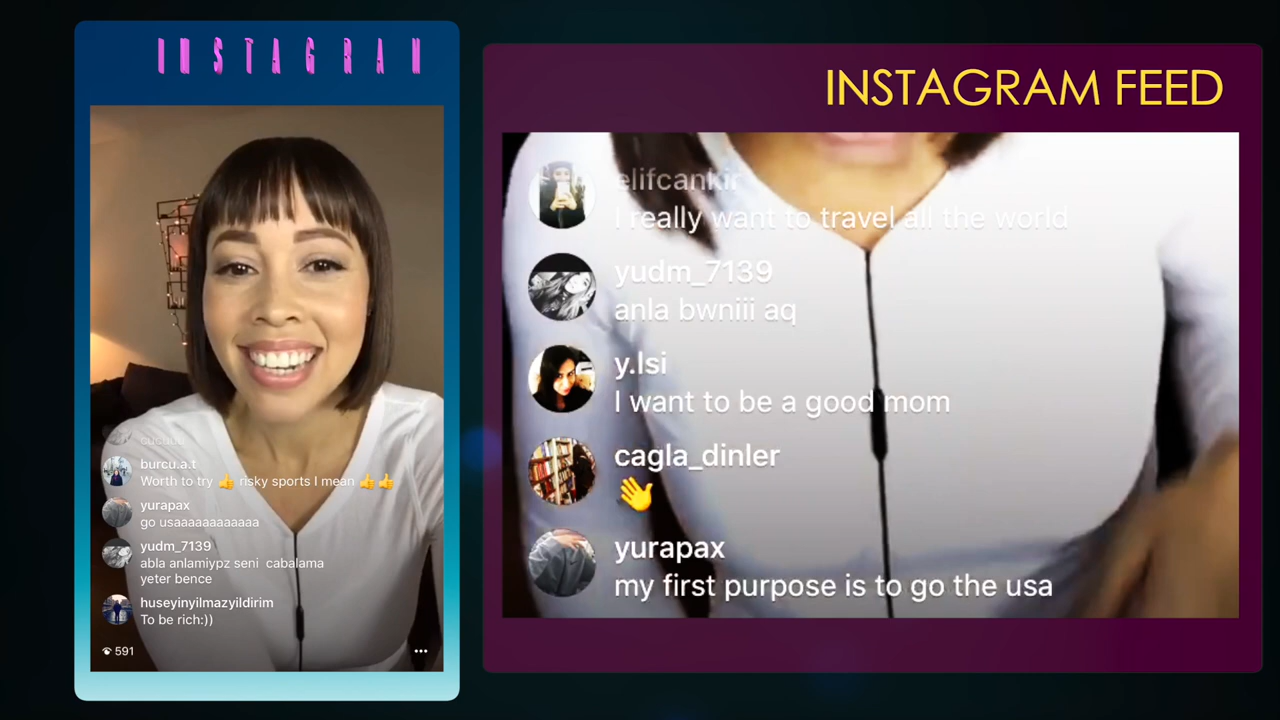 INSTAGRAM
burcu.a.t
Worth to try 👍 risky sports I mean 👍👍
yurapax
go usaaaaaaaaaaaa
yudm_7139
abla anlamiypz seni cabalama
yeter bence
huseyinyilmazyildirim
To be rich:))
591
INSTAGRAM FEED
elifcankir
I really want to travel all the world
yudm_7139
anla bwniii aq
y.lsi
I want to be a good mom
cagla_dinler
👋
yurapax
my first purpose is to go the usa